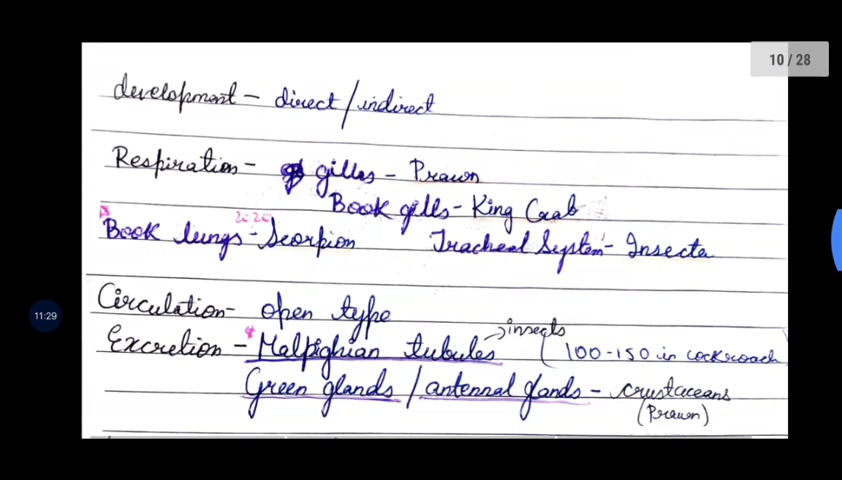 10 / 28
development - direct/indirect
Respiration - gilles - Prawn
Book gills - King Crab
2020
Book lungs - Scorpion Tracheal System - Insecta
11:29
Circulation - open type
Excretion - * Malpighian tubules → insects (100-150 in cockroach
Green glands / antennal glands - crustaceans
(Prawn)